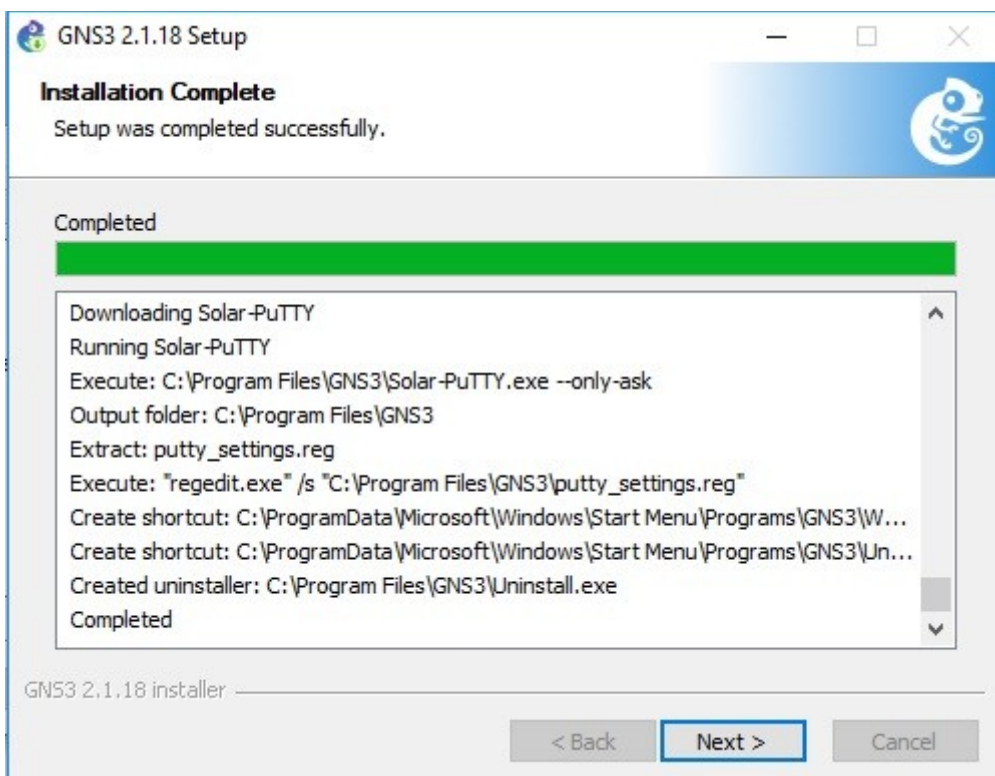 GNS3 2.1.18 Setup
Installation Complete
Setup was completed successfully.
Completed
Downloading Solar-PuTTY
Running Solar-PuTTY
Execute: C:\Program Files\GNS3\Solar-PuTTY.exe --only-ask
Output folder: C:\Program Files\GNS3
Extract: putty_settings.reg
Execute: "regedit.exe" /s "C:\Program Files\GNS3\putty_settings.reg"
Create shortcut: C:\ProgramData\Microsoft\Windows\Start Menu\Programs\GNS3\W...
Create shortcut: C:\ProgramData\Microsoft\Windows\Start Menu\Programs\GNS3\Un...
Created uninstaller: C:\Program Files\GNS3\Uninstall.exe
Completed
GNS3 2.1.18 installer
< Back Next > Cancel